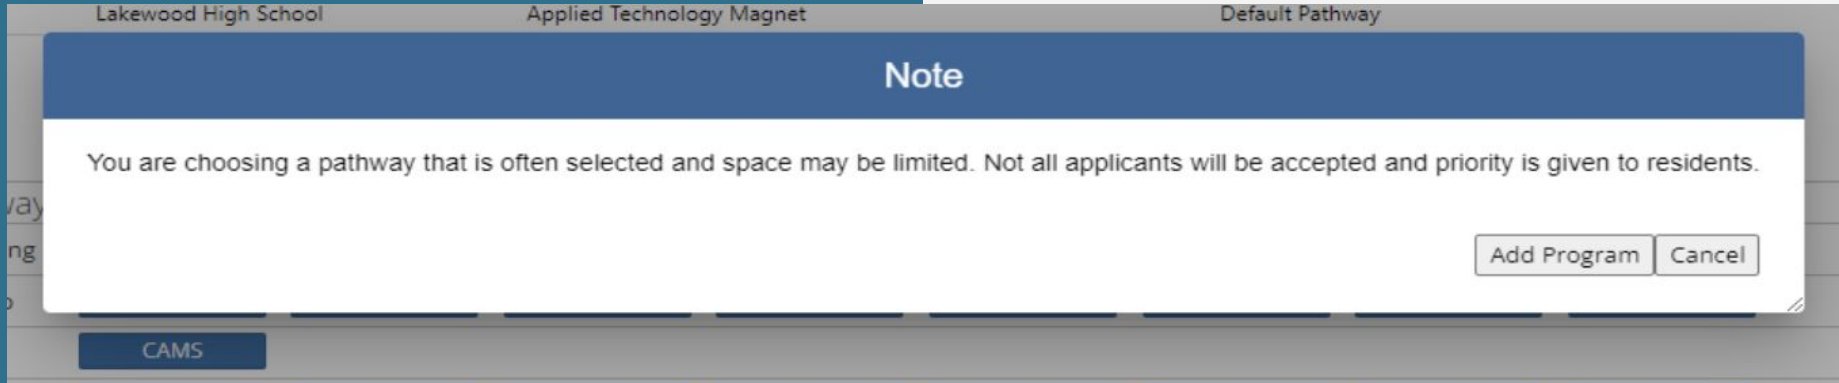 Lakewood High School Applied Technology Magnet Default Pathway
Note
You are choosing a pathway that is often selected and space may be limited. Not all applicants will be accepted and priority is given to residents.
Add Program Cancel
CAMS